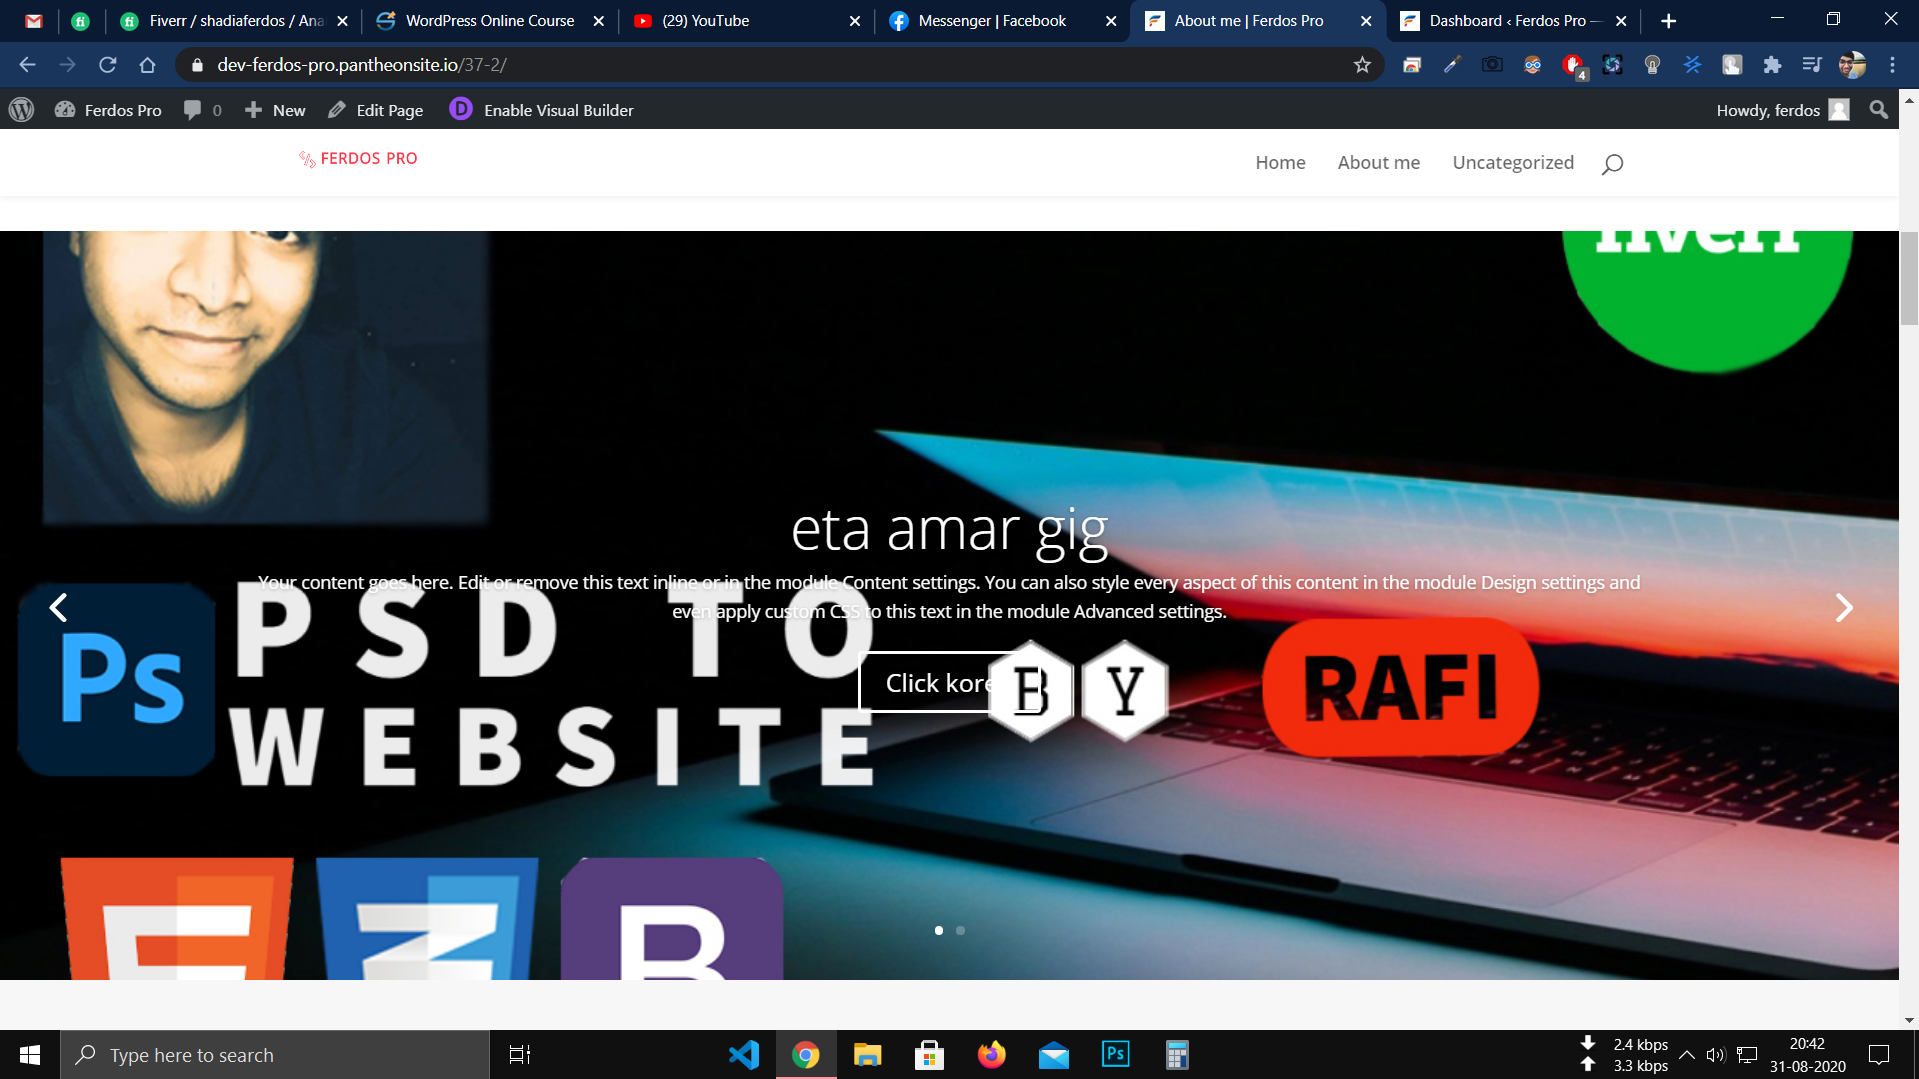 Fiverr / shadiaferdos / Ana
WordPress Online Course
(29) YouTube
Messenger | Facebook
About me | Ferdos Pro
Dashboard ‹ Ferdos Pro —
dev-ferdos-pro.pantheonsite.io/37-2/
4
Ferdos Pro
0
New
Edit Page
D
Enable Visual Builder
Howdy, ferdos
FERDOS PRO
Home
About me
Uncategorized
fiverr
eta amar gig
Your content goes here. Edit or remove this text inline or in the module Content settings. You can also style every aspect of this content in the module Design settings and
even apply custom CSS to this text in the module Advanced settings.
Ps
PSD TO
WEBSITE
Click kore
B Y
RAFI
B
Type here to search
Ps
2.4 kbps
3.3 kbps
20:42
31-08-2020